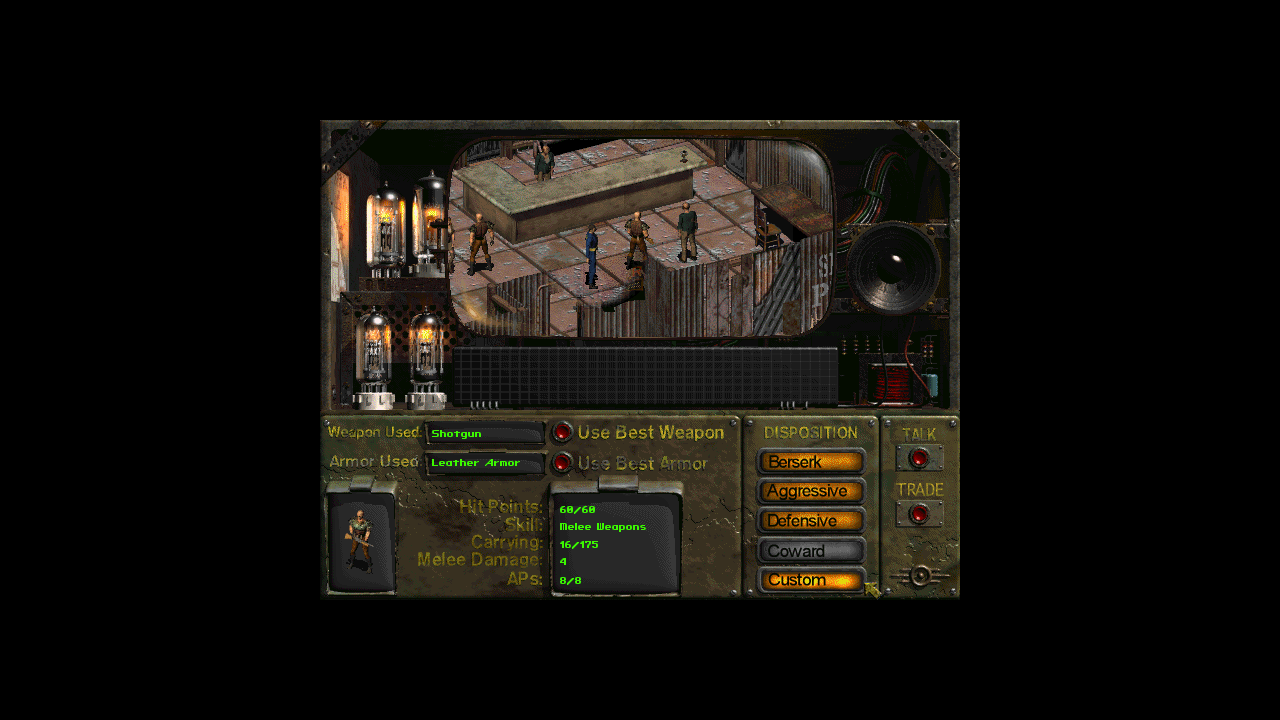 S
P
Weapon Used: Shotgun Use Best Weapon
Armor Used: Leather Armor Use Best Armor
Hit Points: 60/60
Skill: Melee Weapons
Carrying: 16/175
Melee Damage: 4
APs: 8/8
DISPOSITION
Berserk
Aggressive
Defensive
Coward
Custom
TALK
TRADE